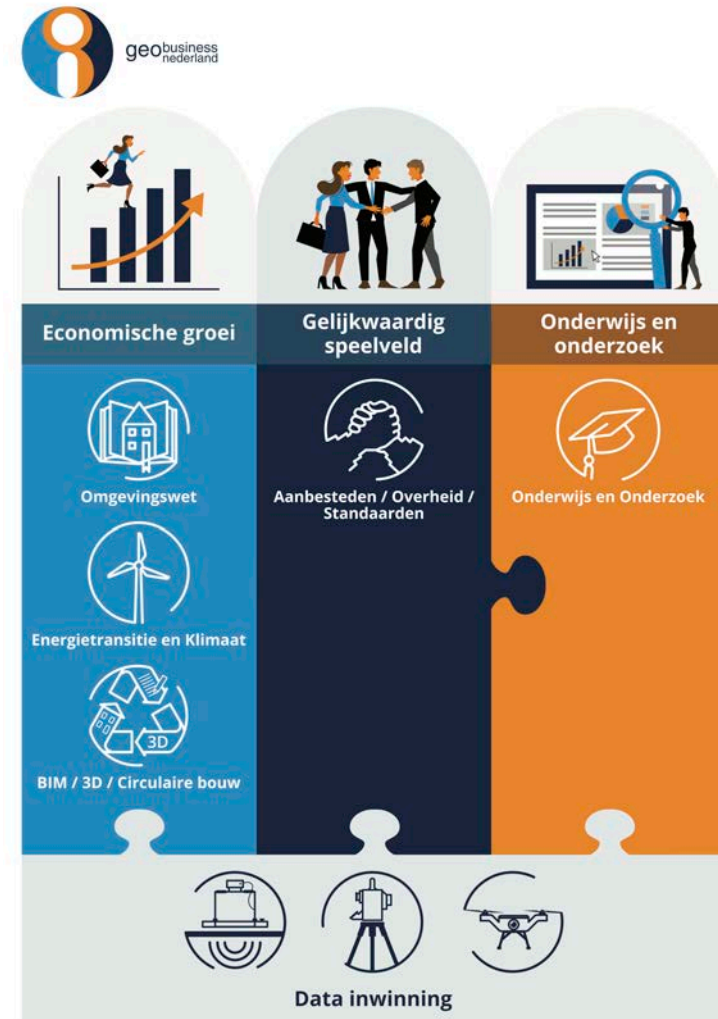 geo business
nederland
Economische groei
Gelijkwaardig
speelveld
Onderwijs en
onderzoek
Omgevingswet
Aanbesteden / Overheid /
Standaarden
Onderwijs en Onderzoek
Energietransitie en Klimaat
3D
BIM / 3D / Circulaire bouw
Data inwinning